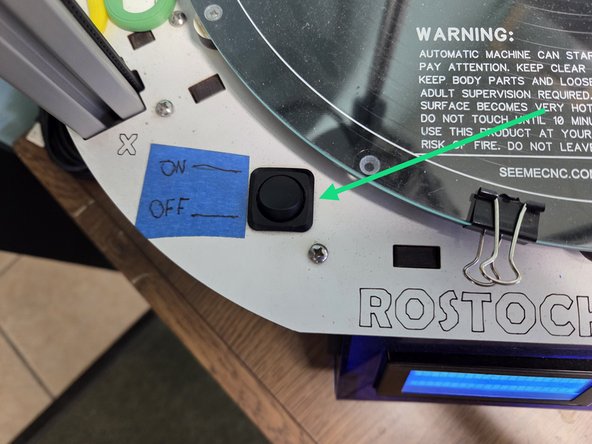 WARNING:
AUTOMATIC MACHINE CAN STAR
PAY ATTENTION. KEEP CLEAR
KEEP BODY PARTS AND LOOSE
ADULT SUPERVISION REQUIRED.
SURFACE BECOMES VERY HOT
DO NOT TOUCH UNTIL 10 MINU
USE THIS PRODUCT AT YOUR
RISK OF FIRE. DO NOT LEAVE
SEEMECNC.CO
X
ON
OFF
ROSTOCK